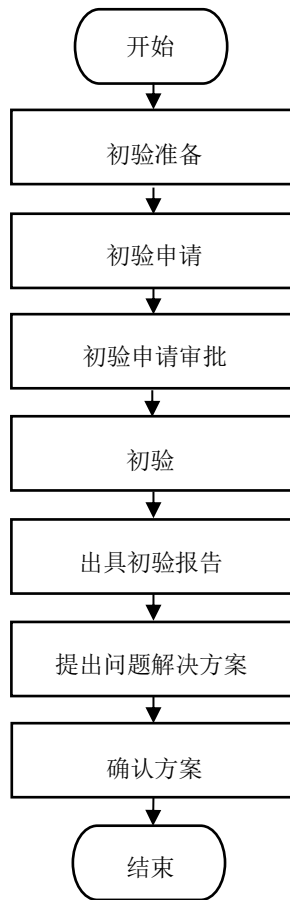 开始
初验准备
初验申请
初验申请审批
初验
出具初验报告
提出问题解决方案
确认方案
结束